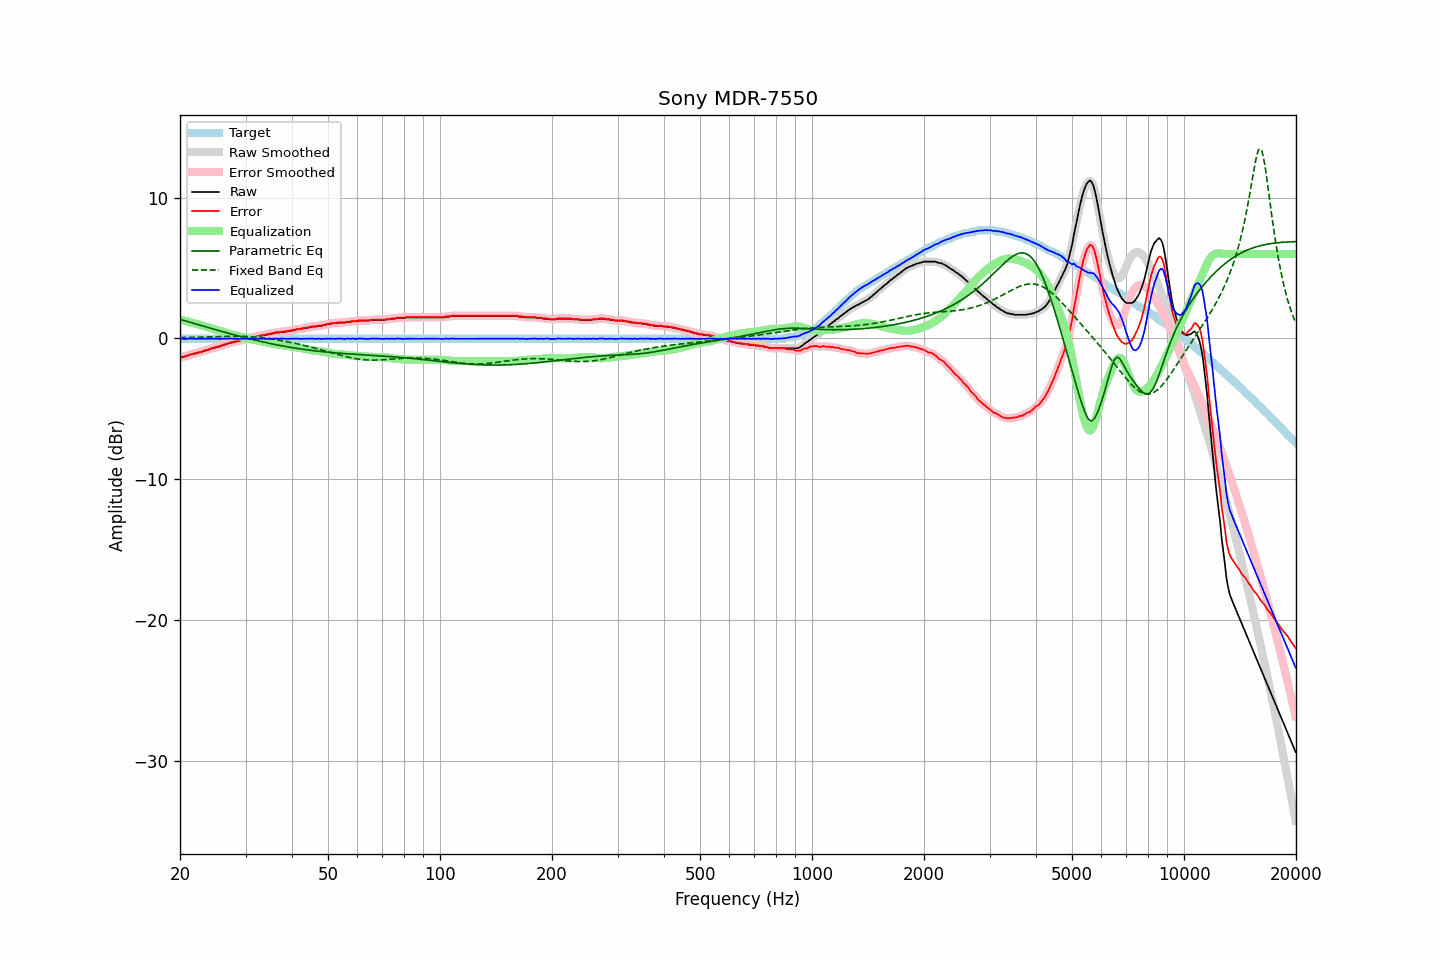 Sony MDR-7550
Target
Raw Smoothed
Error Smoothed
Raw
Error
Equalization
Parametric Eq
Fixed Band Eq
Equalized
10
0
−10
−20
−30
Amplitude (dBr)
20 50 100 200 500 1000 2000 5000 10000 20000
Frequency (Hz)